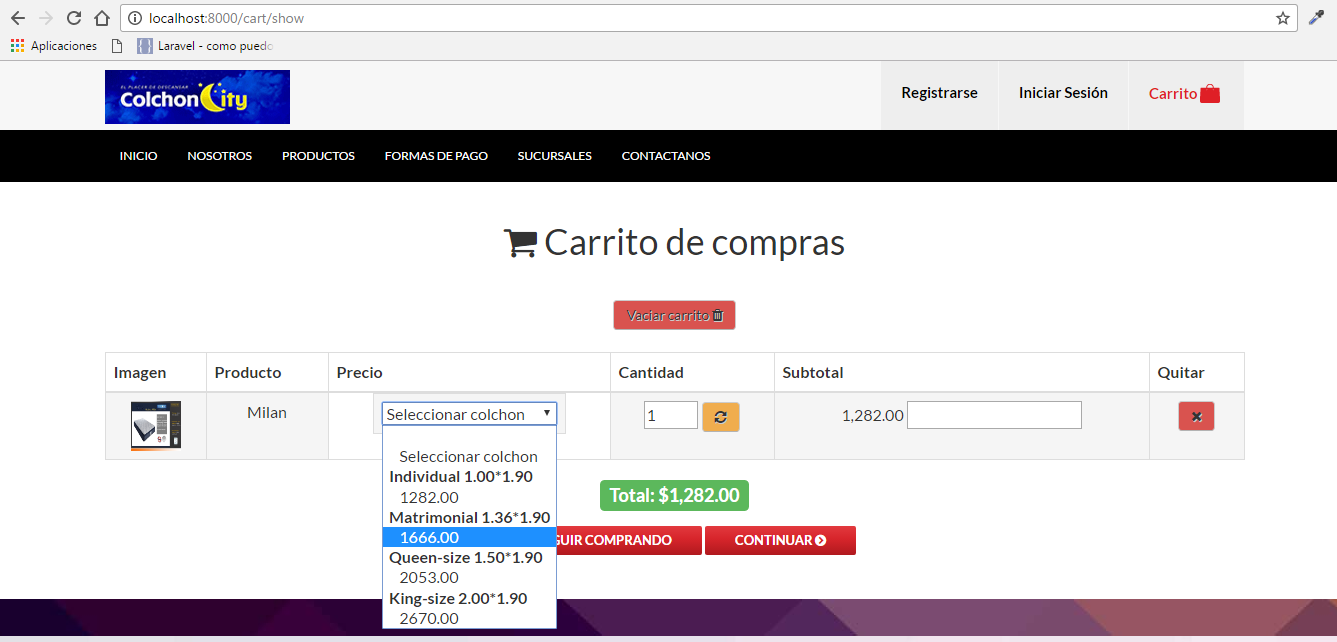 localhost:8000/cart/show
Aplicaciones
Laravel - como puedo
EL PLACER DE DESCANSAR
Colchon City
Registrarse
Iniciar Sesión
Carrito
INICIO
NOSOTROS
PRODUCTOS
FORMAS DE PAGO
SUCURSALES
CONTACTANOS
Carrito de compras
Vaciar carrito
Imagen
Producto
Precio
Cantidad
Subtotal
Quitar
Milan
Seleccionar colchon
1
1,282.00
Seleccionar colchon
Individual 1.00*1.90
1282.00
Matrimonial 1.36*1.90
1666.00
Queen-size 1.50*1.90
2053.00
King-size 2.00*1.90
2670.00
Total: $1,282.00
GUIR COMPRANDO
CONTINUAR